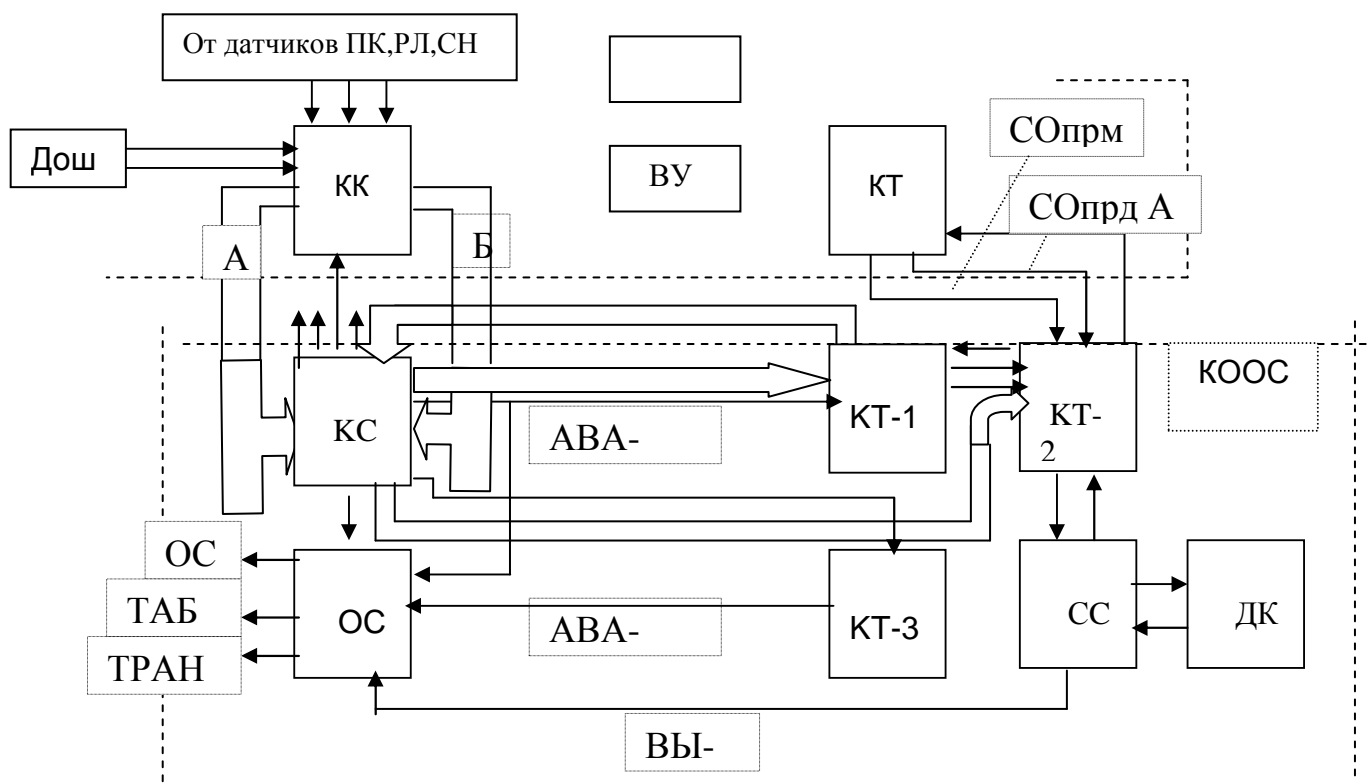 От датчиков ПК,РЛ,СН
СОпрм
Дош
КК
ВУ
КТ
СОпрд А
А
Б
КООС
КС
АВА-
КТ-1
КТ-
2
ОС
ТАБ
ТРАН
ОС
АВА-
КТ-3
СС
ДК
ВЫ-